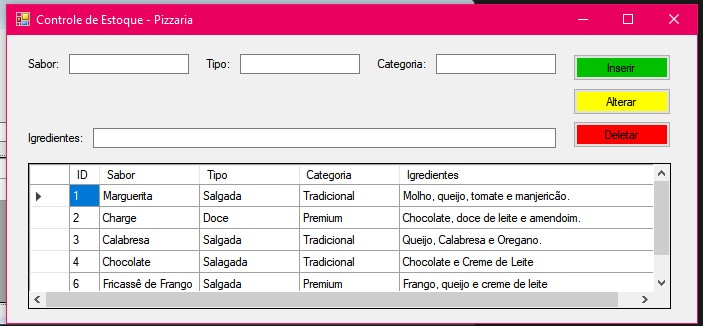 Controle de Estoque - Pizzaria
Sabor: Tipo: Categoria: Inserir
Alterar
Igredientes: Deletar
ID Sabor Tipo Categoria Igredientes
1 Marguerita Salgada Tradicional Molho, queijo, tomate e manjericão.
2 Charge Doce Premium Chocolate, doce de leite e amendoim.
3 Calabresa Salgada Tradicional Queijo, Calabresa e Oregano.
4 Chocolate Salagada Tradicional Chocolate e Creme de Leite
6 Fricassê de Frango Salgada Premium Frango, queijo e creme de leite